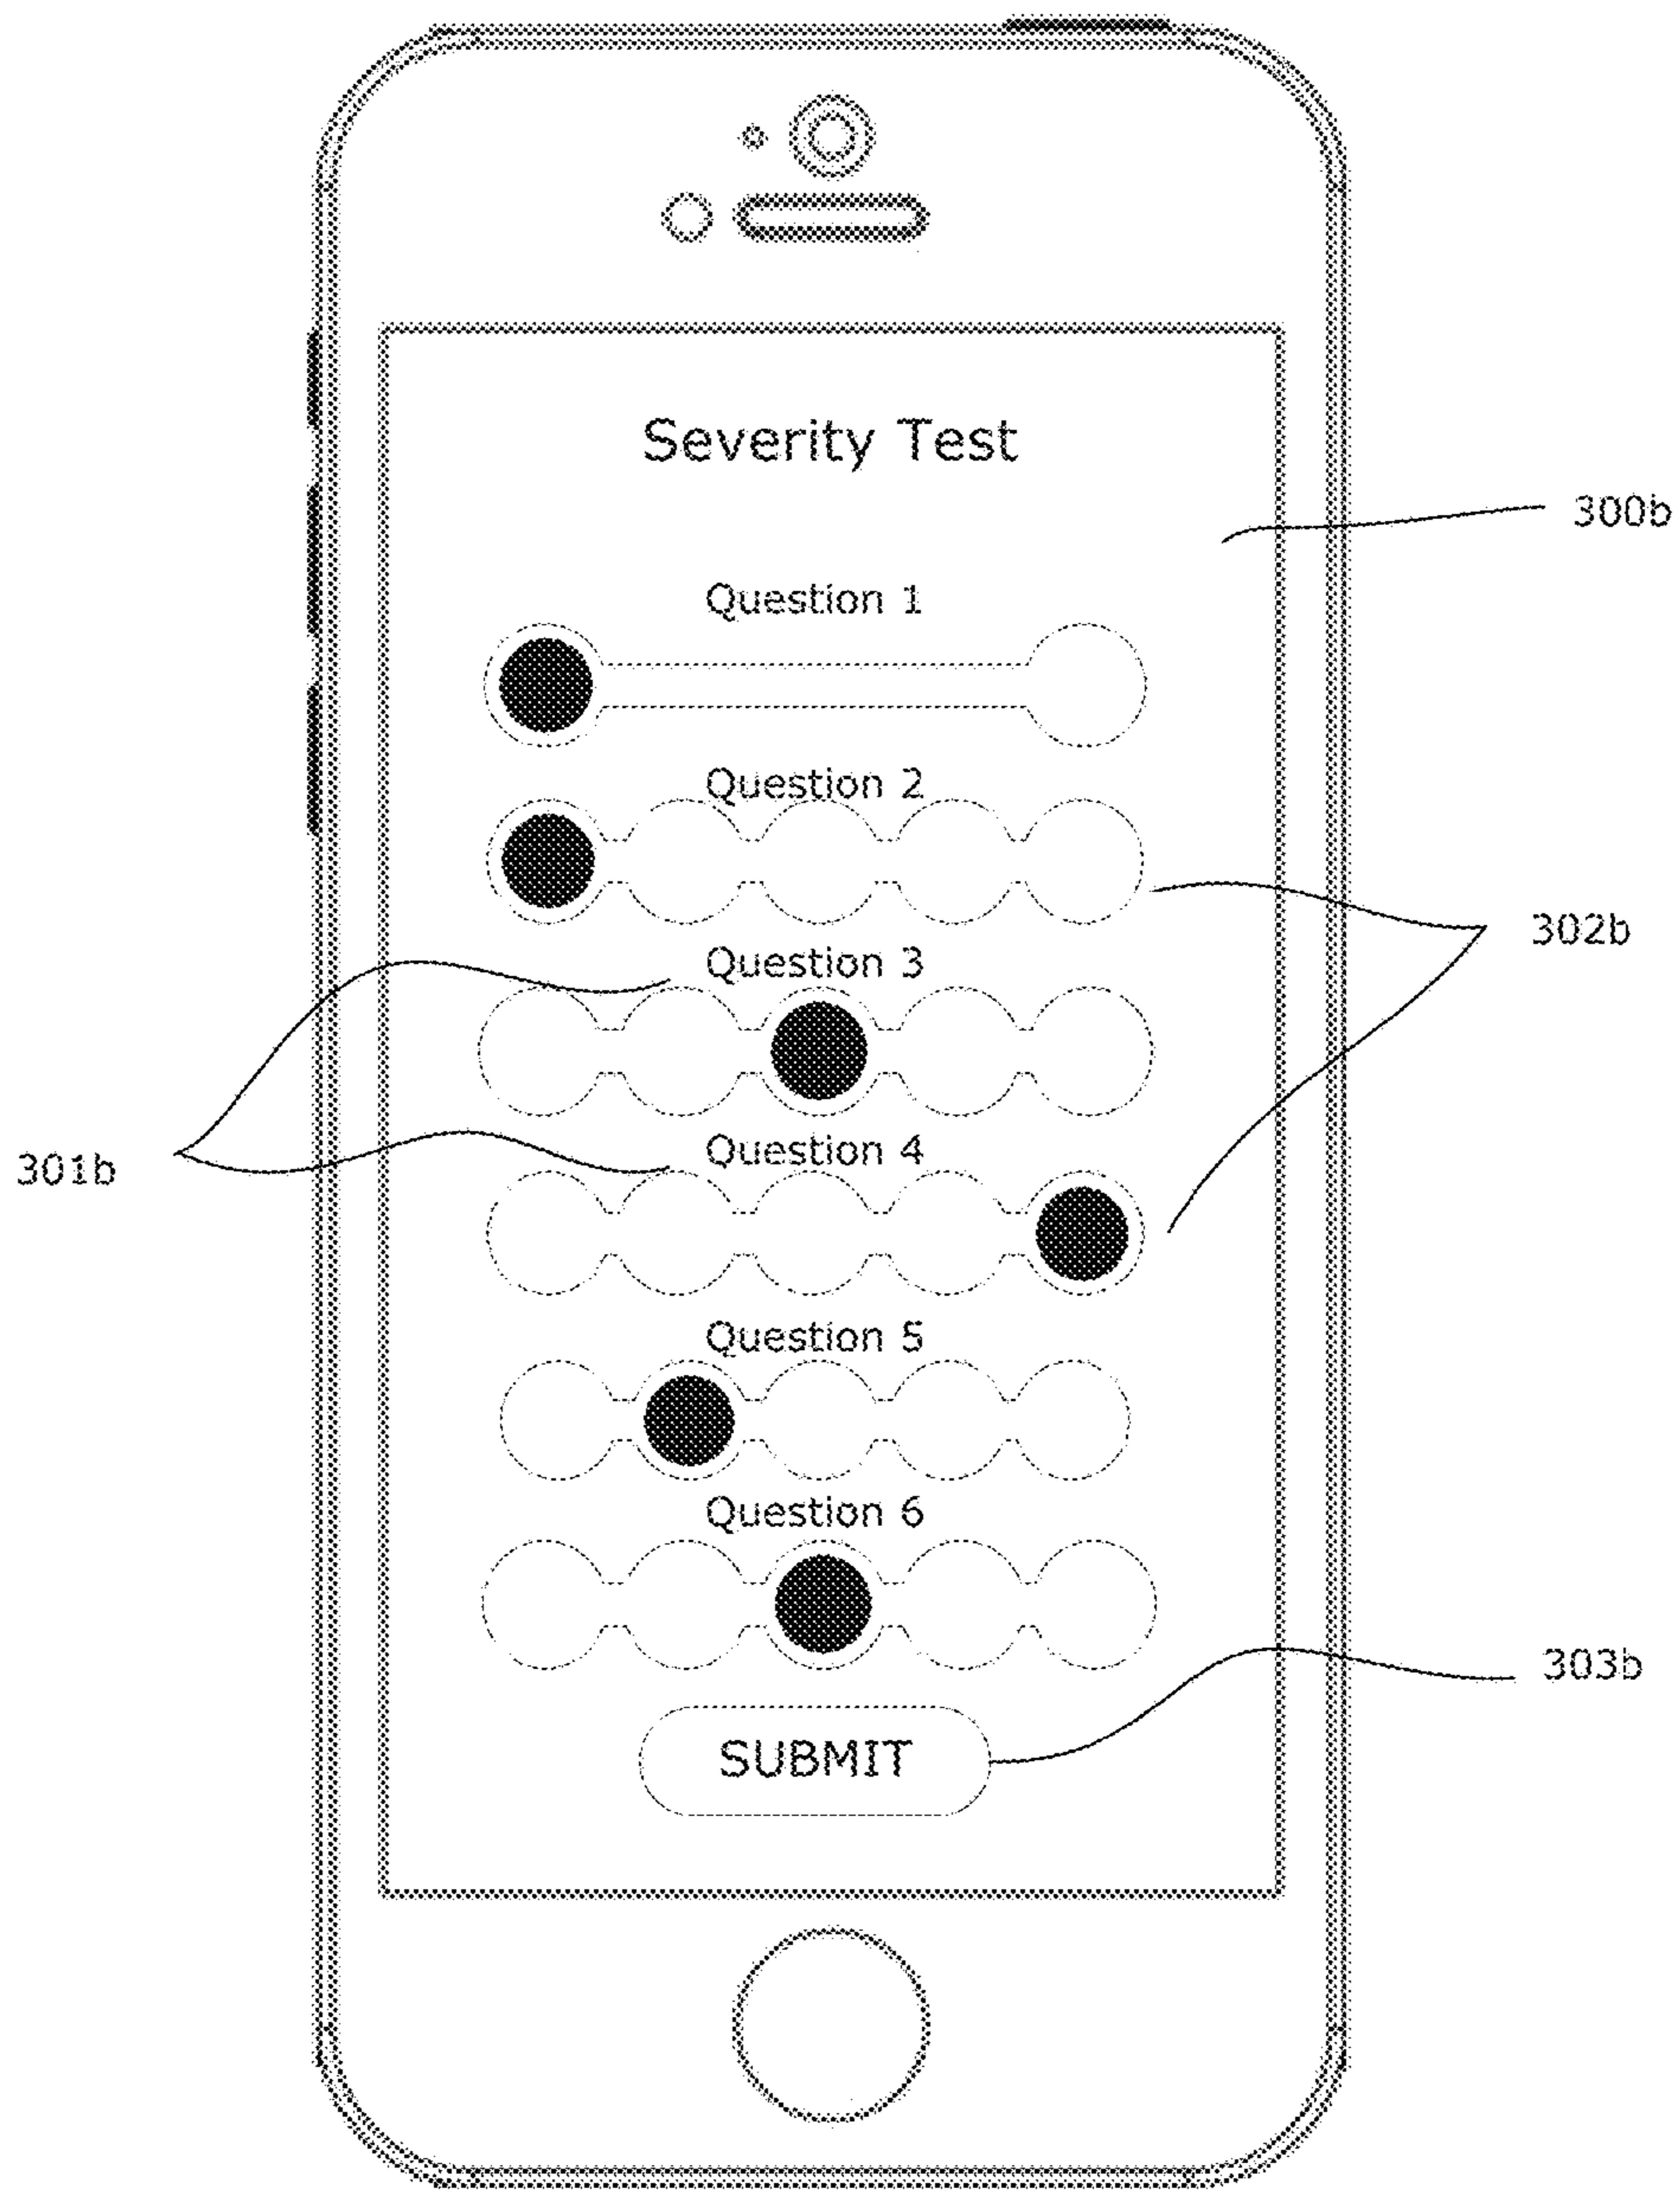 Severity Test
300b
Question 1
Question 2
302b
Question 3
Question 4
301b
Question 5
Question 6
303b
SUBMIT